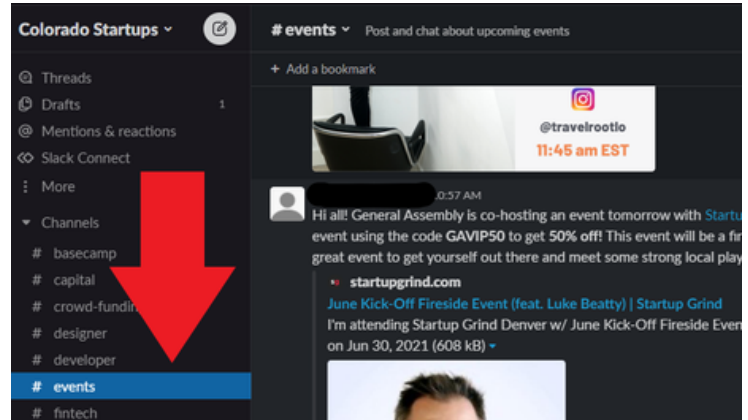 Colorado Startups
Threads
Drafts 1
@ Mentions & reactions
Slack Connect
More
Channels
# basecamp
# capital
# crowd-fundin
# designer
# developer
# events
# fintech
# events
Post and chat about upcoming events
+ Add a bookmark
@travelrootlo
11:45 am EST
0:57 AM
Hi all! General Assembly is co-hosting an event tomorrow with Startu
event using the code GAVIP50 to get 50% off! This event will be a fir
great event to get yourself out there and meet some strong local play
startupgrind.com
June Kick-Off Fireside Event (feat. Luke Beatty) | Startup Grind
I'm attending Startup Grind Denver w/ June Kick-Off Fireside Even
on Jun 30, 2021 (608 kB)